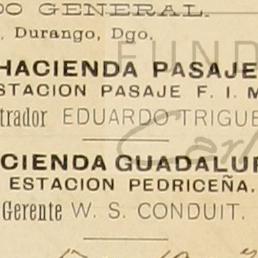 DO GENERAL.
, Durango, Dgo.
HACIENDA PASAJE
ESTACION PASAJE F. I. M
trador EDUARDO TRIGUE
CIENDA GUADALUP
ESTACION PEDRICEÑA.
Gerente W. S. CONDUIT.